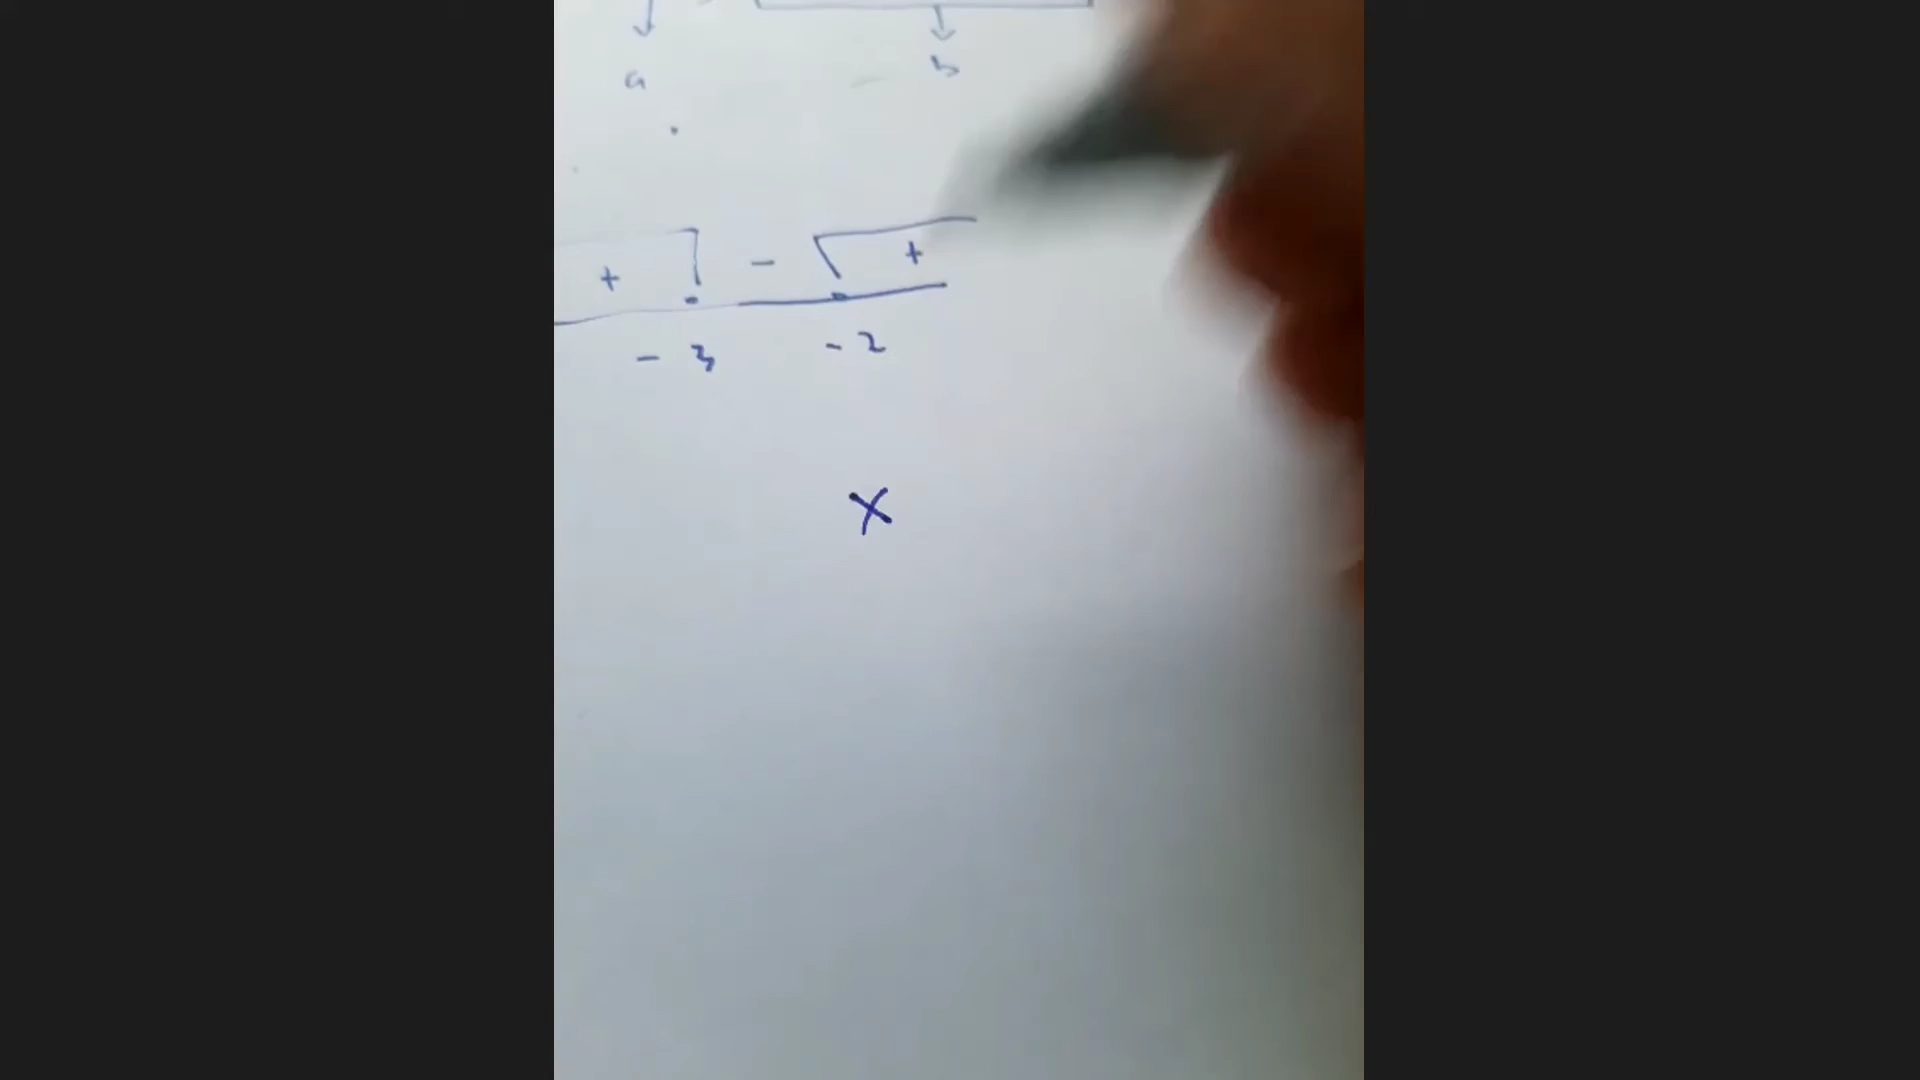 a b
+ - +
- 3 - 2
x